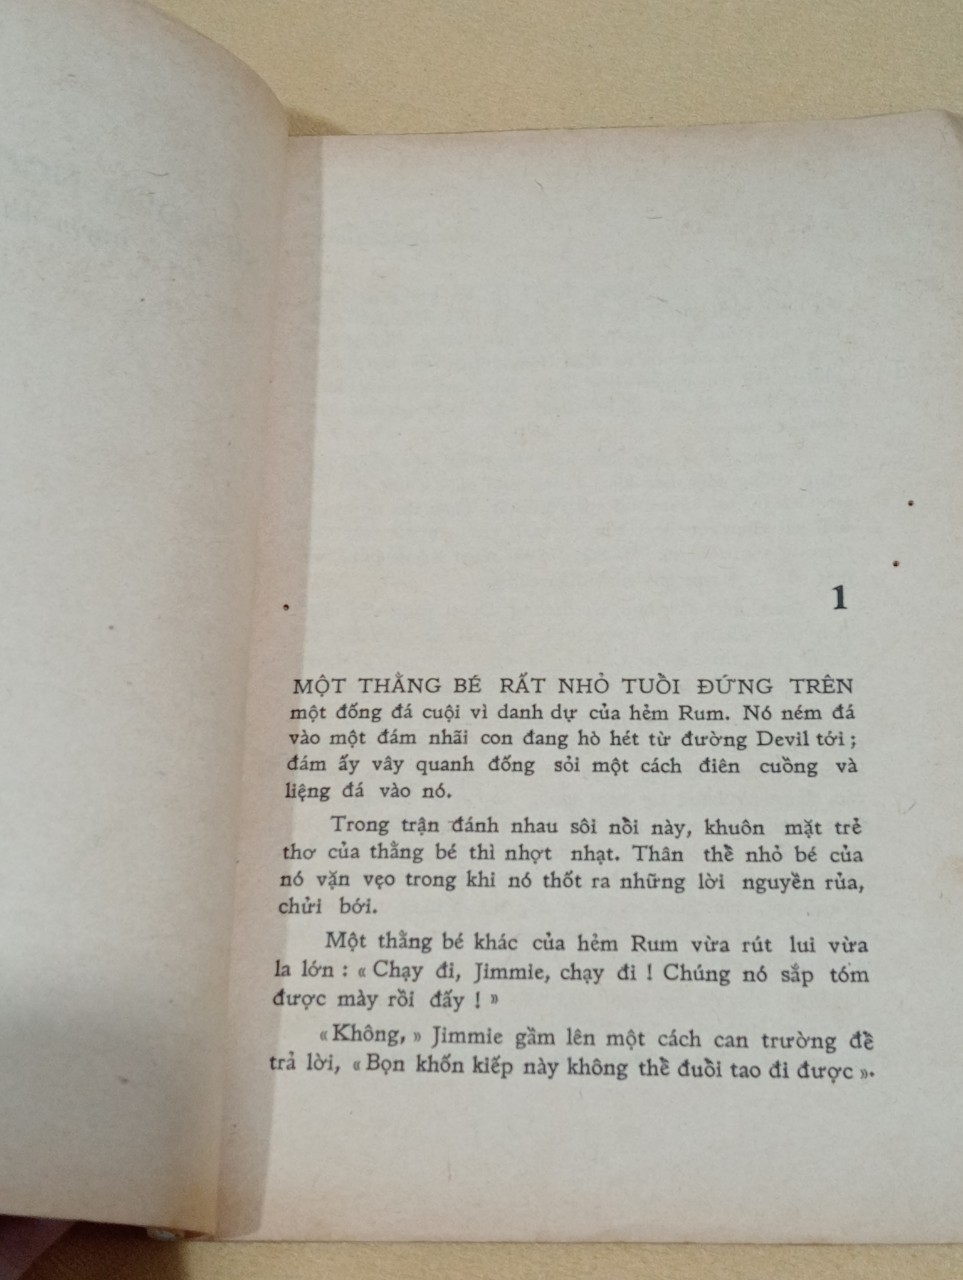 1
MỘT THẰNG BÉ RẤT NHỎ TUỔI ĐỨNG TRÊN
một đống đá cuội vì danh dự của hẻm Rum. Nó ném đá
vào một đám nhãi con đang hò hét từ đường Devil tới ;
đám ấy vây quanh đống sỏi một cách điên cuồng và
liệng đá vào nó.
Trong trận đánh nhau sôi nổi này, khuôn mặt trẻ
thơ của thằng bé thì nhợt nhạt. Thân thể nhỏ bé của
nó vặn vẹo trong khi nó thốt ra những lời nguyền rủa,
chửi bới.
Một thằng bé khác của hẻm Rum vừa rút lui vừa
la lớn : « Chạy đi, Jimmie, chạy đi ! Chúng nó sắp tóm
được mày rồi đấy ! »
« Không, » Jimmie gầm lên một cách can trường để
trả lời, « Bọn khốn kiếp này không thể đuổi tao đi được ».